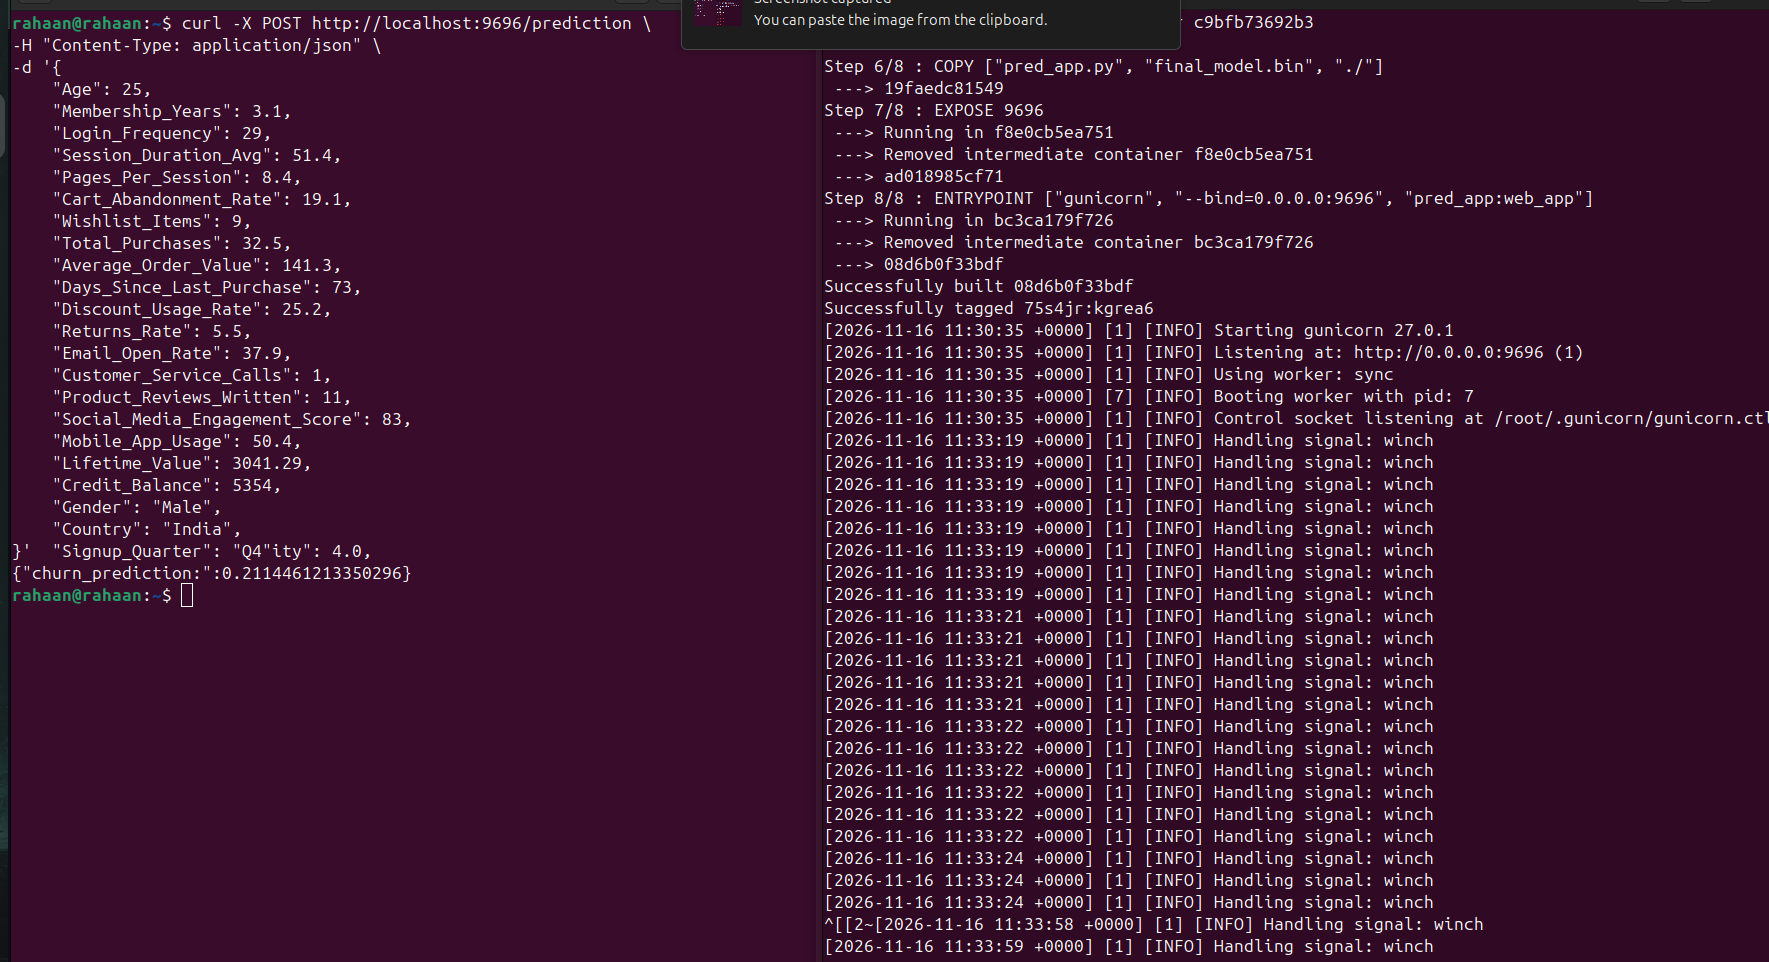 rahaan@rahaan:~$ curl -X POST http://localhost:9696/prediction \
-H "Content-Type: application/json" \
-d '{
    "Age": 25,
    "Membership_Years": 3.1,
    "Login_Frequency": 29,
    "Session_Duration_Avg": 51.4,
    "Pages_Per_Session": 8.4,
    "Cart_Abandonment_Rate": 19.1,
    "Wishlist_Items": 9,
    "Total_Purchases": 32.5,
    "Average_Order_Value": 141.3,
    "Days_Since_Last_Purchase": 73,
    "Discount_Usage_Rate": 25.2,
    "Returns_Rate": 5.5,
    "Email_Open_Rate": 37.9,
    "Customer_Service_Calls": 1,
    "Product_Reviews_Written": 11,
    "Social_Media_Engagement_Score": 83,
    "Mobile_App_Usage": 50.4,
    "Lifetime_Value": 3041.29,
    "Credit_Balance": 5354,
    "Gender": "Male",
    "Country": "India",
}'  "Signup_Quarter": "Q4"ity": 4.0,
{"churn_prediction:":0.2114461213350296}
rahaan@rahaan:~$
Screenshot captured
You can paste the image from the clipboard.
c9bfb73692b3
Step 6/8 : COPY ["pred_app.py", "final_model.bin", "./"]
 ---> 19faedc81549
Step 7/8 : EXPOSE 9696
 ---> Running in f8e0cb5ea751
 ---> Removed intermediate container f8e0cb5ea751
 ---> ad018985cf71
Step 8/8 : ENTRYPOINT ["gunicorn", "--bind=0.0.0.0:9696", "pred_app:web_app"]
 ---> Running in bc3ca179f726
 ---> Removed intermediate container bc3ca179f726
 ---> 08d6b0f33bdf
Successfully built 08d6b0f33bdf
Successfully tagged 75s4jr:kgrea6
[2026-11-16 11:30:35 +0000] [1] [INFO] Starting gunicorn 27.0.1
[2026-11-16 11:30:35 +0000] [1] [INFO] Listening at: http://0.0.0.0:9696 (1)
[2026-11-16 11:30:35 +0000] [1] [INFO] Using worker: sync
[2026-11-16 11:30:35 +0000] [7] [INFO] Booting worker with pid: 7
[2026-11-16 11:30:35 +0000] [1] [INFO] Control socket listening at /root/.gunicorn/gunicorn.ctl
[2026-11-16 11:33:19 +0000] [1] [INFO] Handling signal: winch
[2026-11-16 11:33:19 +0000] [1] [INFO] Handling signal: winch
[2026-11-16 11:33:19 +0000] [1] [INFO] Handling signal: winch
[2026-11-16 11:33:19 +0000] [1] [INFO] Handling signal: winch
[2026-11-16 11:33:19 +0000] [1] [INFO] Handling signal: winch
[2026-11-16 11:33:19 +0000] [1] [INFO] Handling signal: winch
[2026-11-16 11:33:19 +0000] [1] [INFO] Handling signal: winch
[2026-11-16 11:33:19 +0000] [1] [INFO] Handling signal: winch
[2026-11-16 11:33:21 +0000] [1] [INFO] Handling signal: winch
[2026-11-16 11:33:21 +0000] [1] [INFO] Handling signal: winch
[2026-11-16 11:33:21 +0000] [1] [INFO] Handling signal: winch
[2026-11-16 11:33:21 +0000] [1] [INFO] Handling signal: winch
[2026-11-16 11:33:21 +0000] [1] [INFO] Handling signal: winch
[2026-11-16 11:33:22 +0000] [1] [INFO] Handling signal: winch
[2026-11-16 11:33:22 +0000] [1] [INFO] Handling signal: winch
[2026-11-16 11:33:22 +0000] [1] [INFO] Handling signal: winch
[2026-11-16 11:33:22 +0000] [1] [INFO] Handling signal: winch
[2026-11-16 11:33:22 +0000] [1] [INFO] Handling signal: winch
[2026-11-16 11:33:22 +0000] [1] [INFO] Handling signal: winch
[2026-11-16 11:33:24 +0000] [1] [INFO] Handling signal: winch
[2026-11-16 11:33:24 +0000] [1] [INFO] Handling signal: winch
[2026-11-16 11:33:24 +0000] [1] [INFO] Handling signal: winch
^[[2~[2026-11-16 11:33:58 +0000] [1] [INFO] Handling signal: winch
[2026-11-16 11:33:59 +0000] [1] [INFO] Handling signal: winch